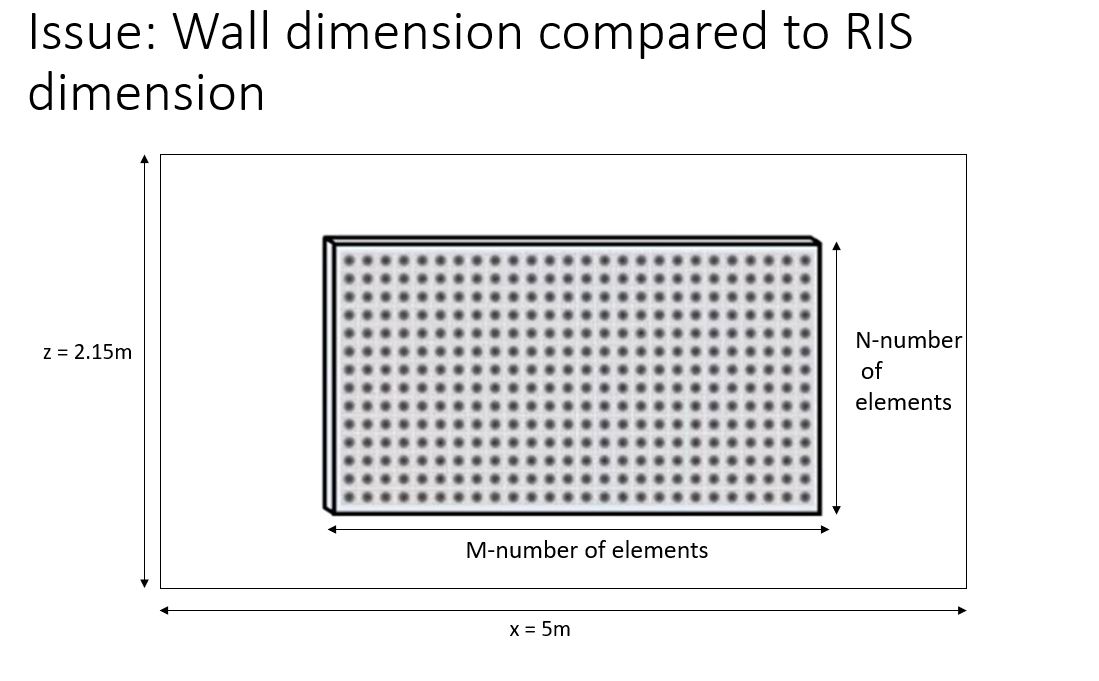 Issue: Wall dimension compared to RIS
dimension
z = 2.15m
N-number
of
elements
M-number of elements
x = 5m